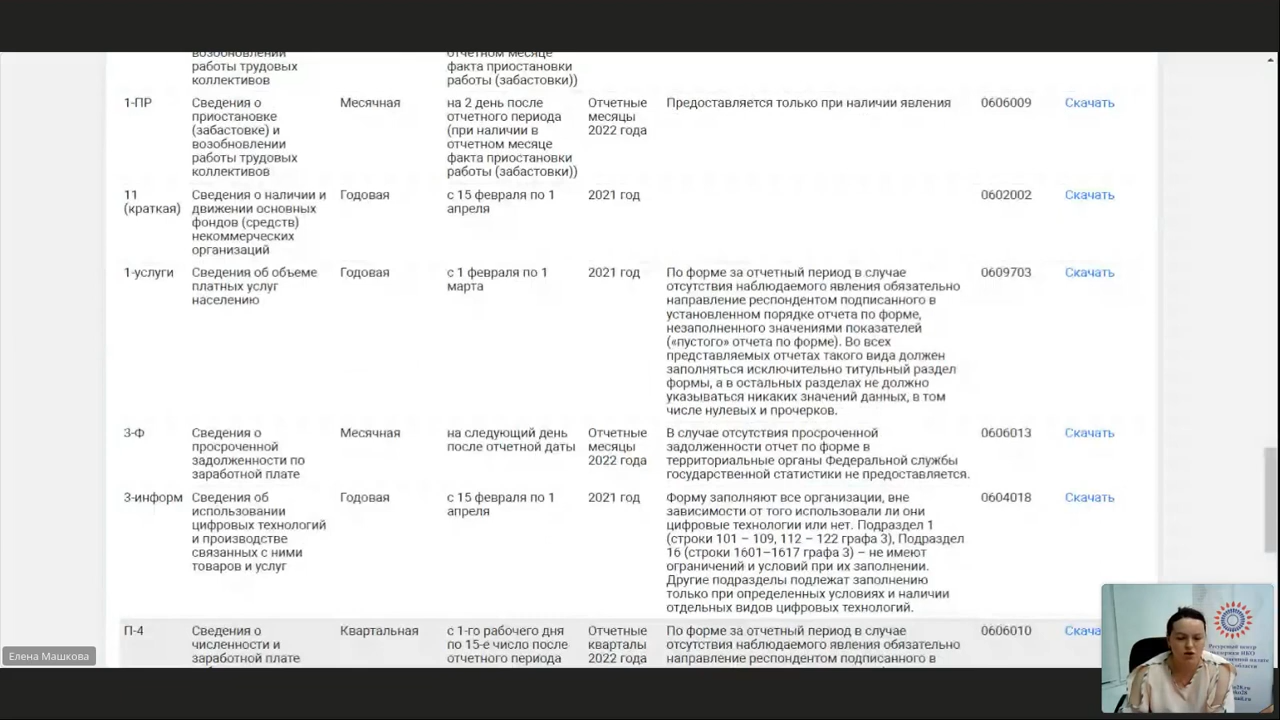 возобновлении
работы трудовых
коллективов
отчетном месяце
факта приостановки
работы (забастовки))
1-ПР
Сведения о
приостановке
(забастовке) и
возобновлении
работы трудовых
коллективов
Месячная
на 2 день после
отчетного периода
(при наличии в
отчетном месяце
факта приостановки
работы (забастовки))
Отчетные
месяцы
2022 года
Предоставляется только при наличии явления
0606009
Скачать
11
(краткая)
Сведения о наличии и
движении основных
фондов (средств)
некоммерческих
организаций
Годовая
с 15 февраля по 1
апреля
2021 год
0602002
Скачать
1-услуги
Сведения об объеме
платных услуг
населению
Годовая
с 1 февраля по 1
марта
2021 год
По форме за отчетный период в случае
отсутствия наблюдаемого явления обязательно
направление респондентом подписанного в
установленном порядке отчета по форме,
незаполненного значениями показателей
(«пустого» отчета по форме). Во всех
представляемых отчетах такого вида должен
заполняться исключительно титульный раздел
формы, а в остальных разделах не должно
указываться никаких значений данных, в том
числе нулевых и прочерков.
0609703
Скачать
3-Ф
Сведения о
просроченной
задолженности по
заработной плате
Месячная
на следующий день
после отчетной даты
Отчетные
месяцы
2022 года
В случае отсутствия просроченной
задолженности отчет по форме в
территориальные органы Федеральной службы
государственной статистики не предоставляется.
0606013
Скачать
3-информ
Сведения об
использовании
цифровых технологий
и производстве
связанных с ними
товаров и услуг
Годовая
с 15 февраля по 1
апреля
2021 год
Форму заполняют все организации, вне
зависимости от того использовали ли они
цифровые технологии или нет. Подраздел 1
(строки 101 – 109, 112 – 122 графа 3), Подраздел
16 (строки 1601–1617 графа 3) – не имеют
ограничений и условий при их заполнении.
Другие подразделы подлежат заполнению
только при определенных условиях и наличии
отдельных видов цифровых технологий.
0604018
Скачать
П-4
Сведения о
численности и
заработной плате
Квартальная
с 1-го рабочего дня
по 15-е число после
отчетного периода
Отчетные
кварталы
2022 года
По форме за отчетный период в случае
отсутствия наблюдаемого явления обязательно
направление респондентом подписанного в
0606010
Скача
Елена Машкова